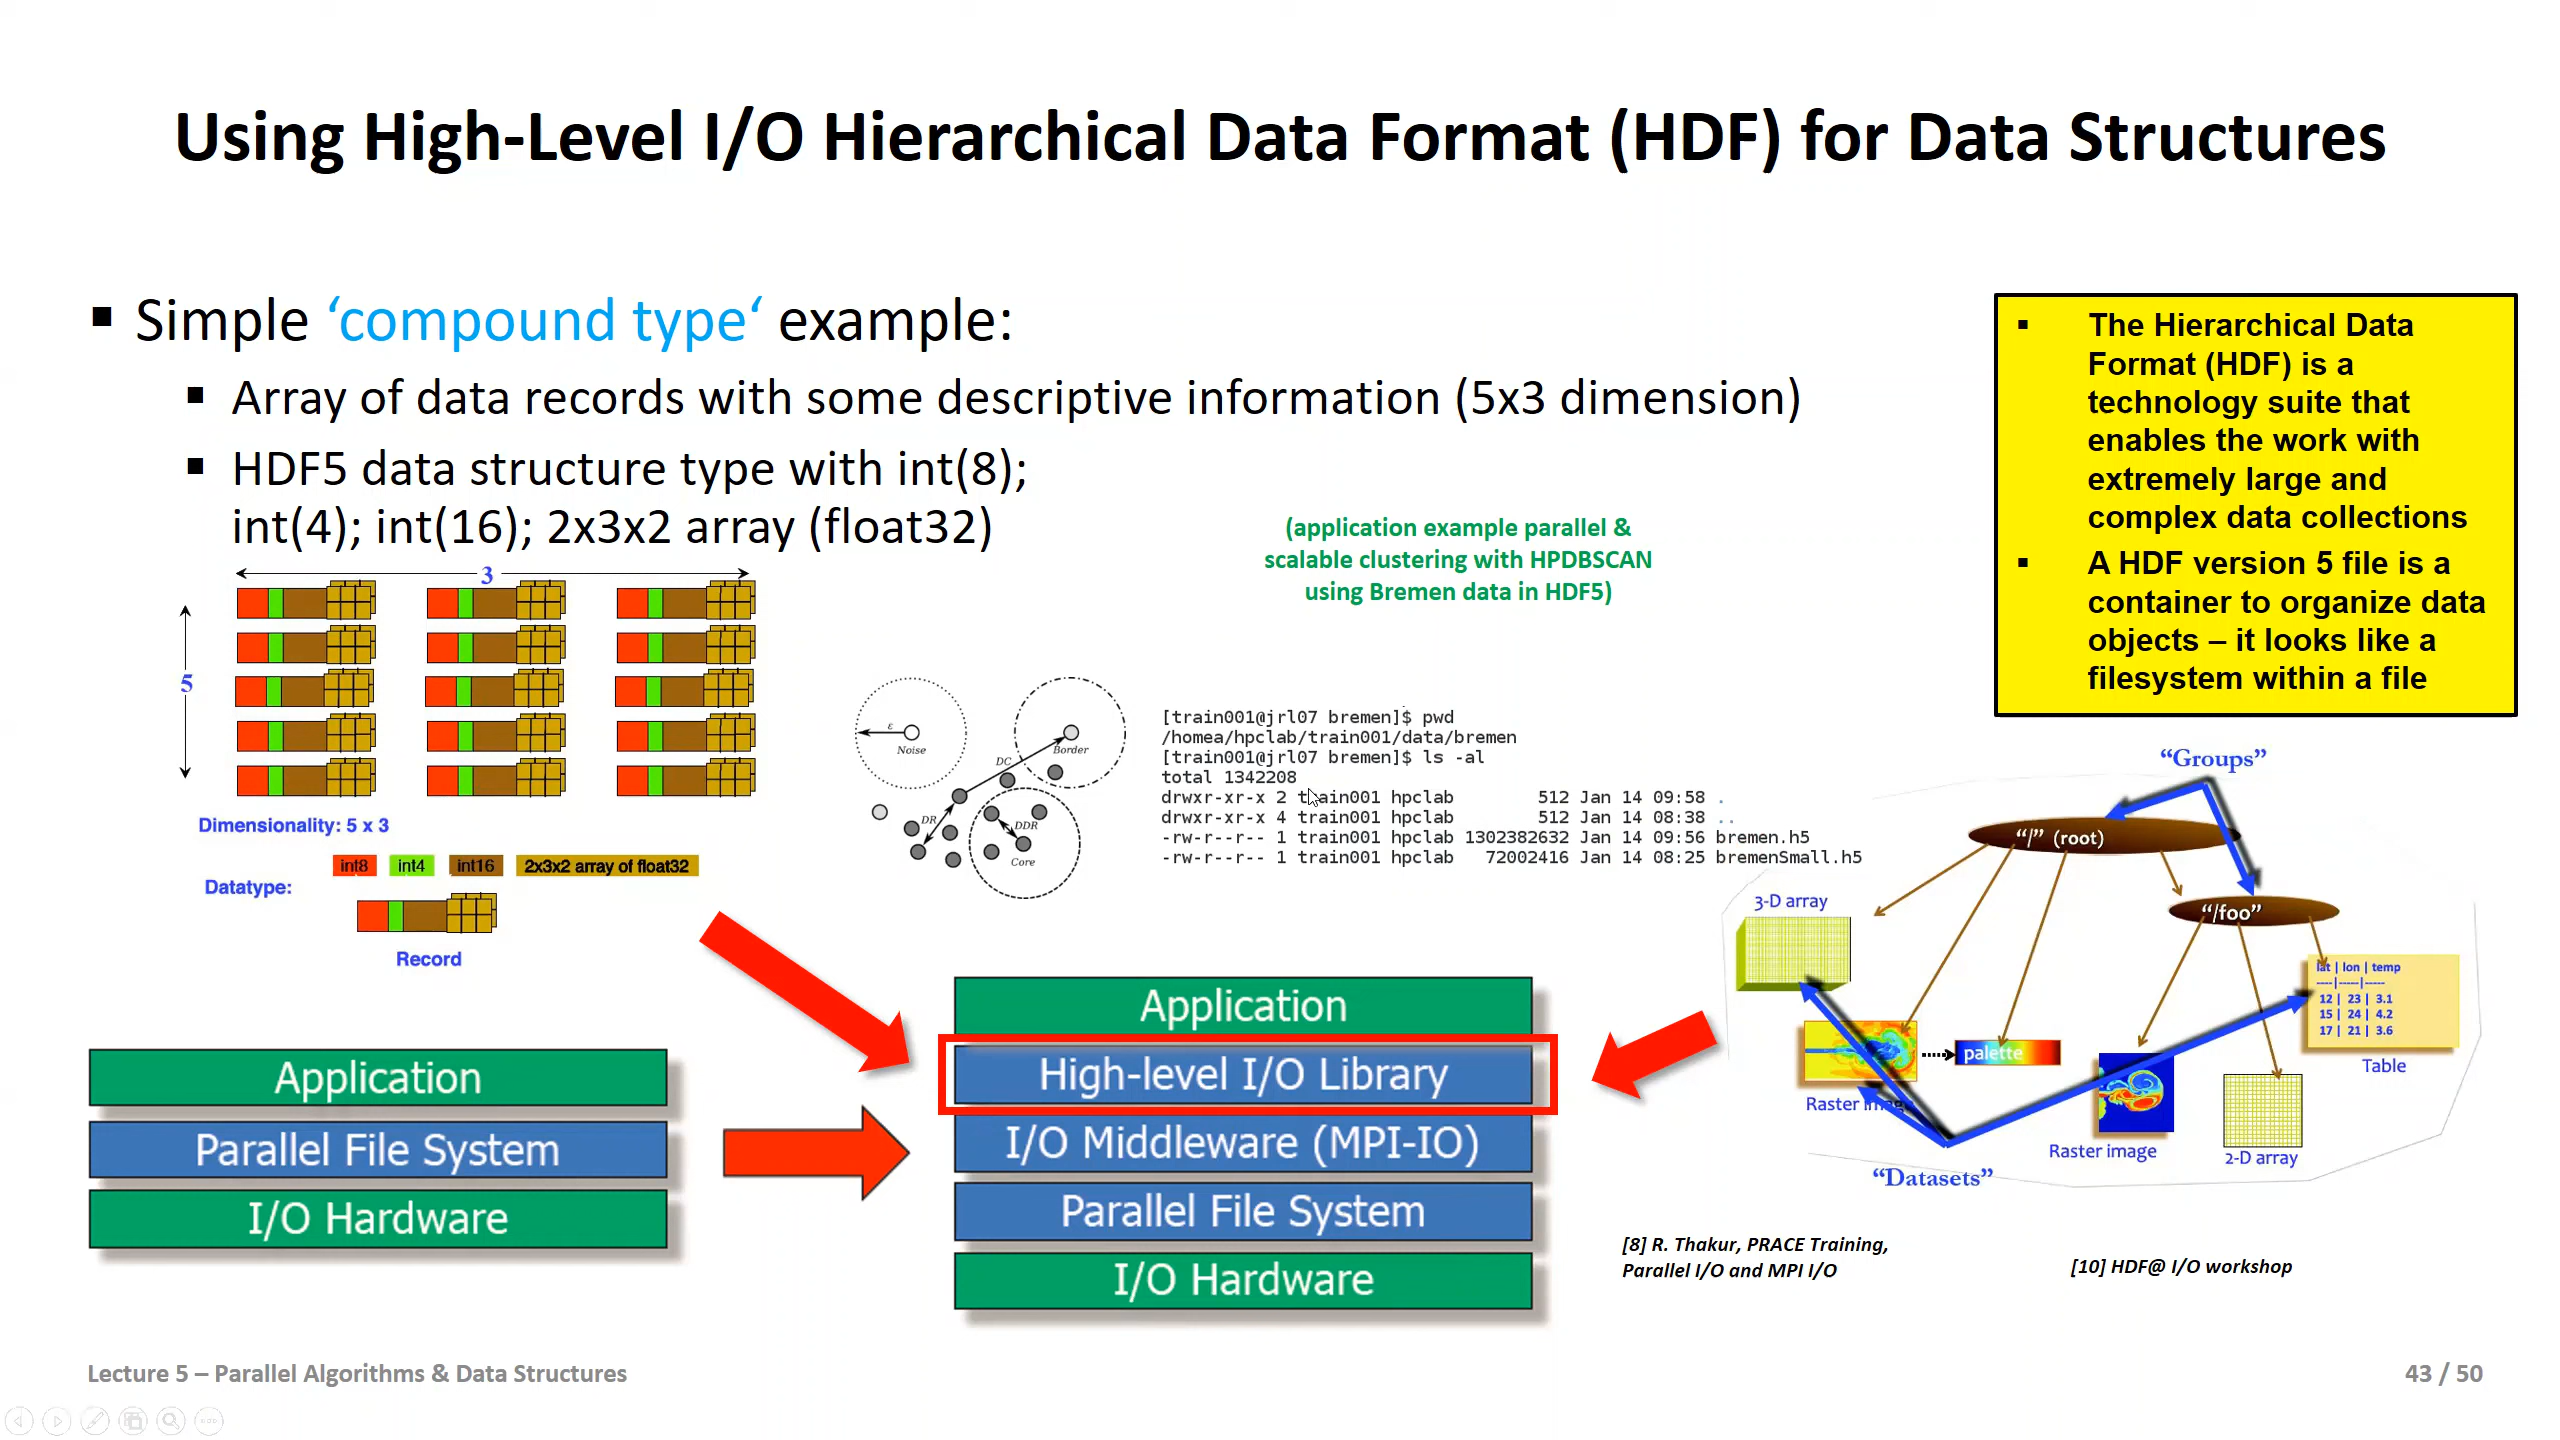 Using High-Level I/O Hierarchical Data Format (HDF) for Data Structures
▪ Simple ‘compound type‘ example:
▪ Array of data records with some descriptive information (5x3 dimension)
▪ HDF5 data structure type with int(8);
int(4); int(16); 2x3x2 array (float32)
▪ The Hierarchical Data
Format (HDF) is a
technology suite that
enables the work with
extremely large and
complex data collections
▪ A HDF version 5 file is a
container to organize data
objects – it looks like a
filesystem within a file
(application example parallel &
scalable clustering with HPDBSCAN
using Bremen data in HDF5)
3
5
Dimensionality: 5 x 3
int8 int4 int16 2x3x2 array of float32
Datatype:
Record
ε
Noise
Border
DC
DR
DDR
Core
[train001@jrl07 bremen]$ pwd
/homea/hpclab/train001/data/bremen
[train001@jrl07 bremen]$ ls -al
total 1342208
drwxr-xr-x 2 train001 hpclab 512 Jan 14 09:58 .
drwxr-xr-x 4 train001 hpclab 512 Jan 14 08:38 ..
-rw-r--r-- 1 train001 hpclab 1302382632 Jan 14 09:56 bremen.h5
-rw-r--r-- 1 train001 hpclab 72002416 Jan 14 08:25 bremenSmall.h5
“Groups”
“/” (root)
“/foo”
3-D array
lat | lon | temp
----|-----|-----
12 | 23 | 3.1
15 | 24 | 4.2
17 | 21 | 3.6
Table
palette
Raster image
Raster image
2-D array
“Datasets”
Application
Parallel File System
I/O Hardware
Application
High-level I/O Library
I/O Middleware (MPI-IO)
Parallel File System
I/O Hardware
[8] R. Thakur, PRACE Training,
Parallel I/O and MPI I/O
[10] HDF@ I/O workshop
Lecture 5 – Parallel Algorithms & Data Structures
43 / 50